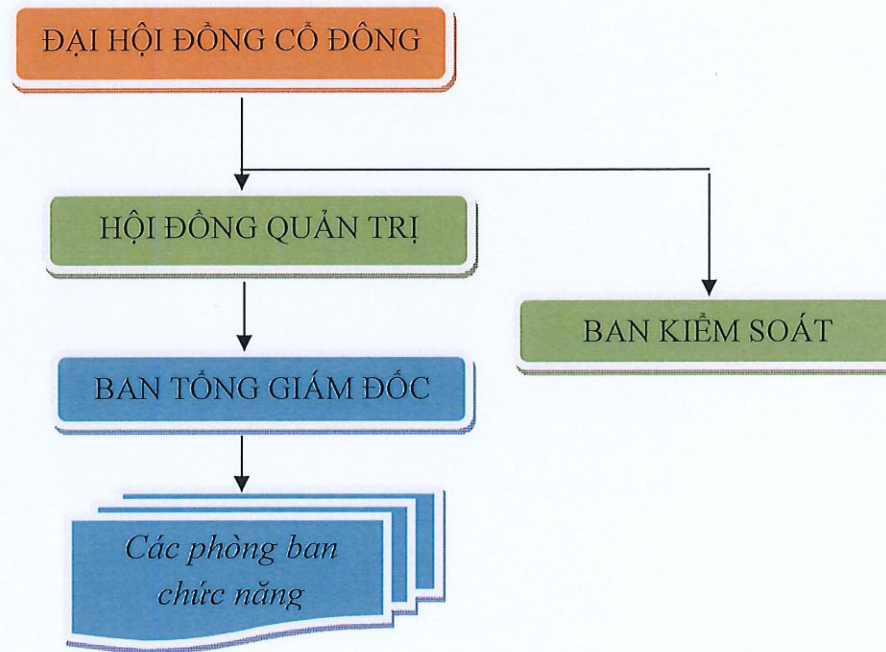 ĐẠI HỘI ĐỒNG CỔ ĐÔNG
HỘI ĐỒNG QUẢN TRỊ
BAN KIỂM SOÁT
BAN TỔNG GIÁM ĐỐC
Các phòng ban
chức năng